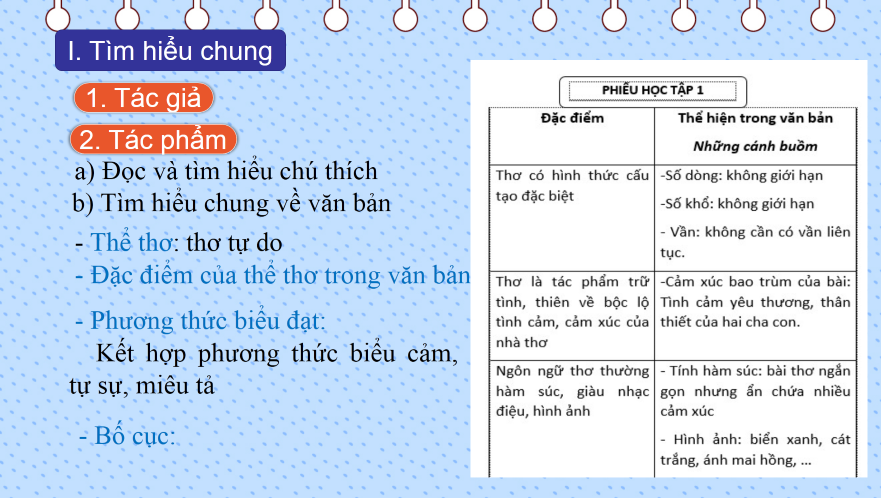 I. Tìm hiểu chung
1. Tác giả
2. Tác phẩm
a) Đọc và tìm hiểu chú thích
b) Tìm hiểu chung về văn bản
- Thể thơ: thơ tự do
- Đặc điểm của thể thơ trong văn bản
- Phương thức biểu đạt:
Kết hợp phương thức biểu cảm,
tự sự, miêu tả
- Bố cục:
PHIẾU HỌC TẬP 1
Đặc điểm
Thể hiện trong văn bản
Những cánh buồm
Thơ có hình thức cấu
tạo đặc biệt
-Số dòng: không giới hạn
-Số khổ: không giới hạn
- Vần: không cần có vần liên
tục.
Thơ là tác phẩm trữ
tình, thiên về bộc lộ
tình cảm, cảm xúc của
nhà thơ
-Cảm xúc bao trùm của bài:
Tình cảm yêu thương, thân
thiết của hai cha con.
Ngôn ngữ thơ thường
hàm súc, giàu nhạc
điệu, hình ảnh
- Tính hàm súc: bài thơ ngắn
gọn nhưng ẩn chứa nhiều
cảm xúc
- Hình ảnh: biển xanh, cát
trắng, ánh mai hồng, ...